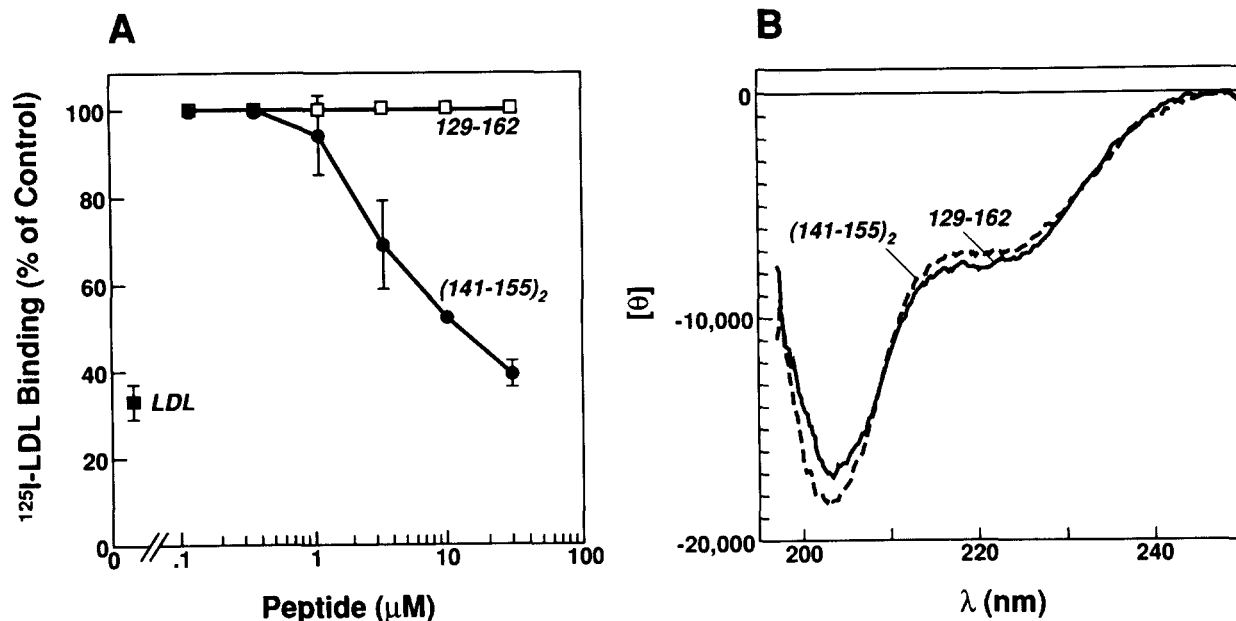 A
¹²⁵I-LDL Binding (% of Control)
100
80
60
40
20
0
129-162
(141-155)₂
LDL
0 .1 1 10 100
Peptide (μM)
B
[θ]
0
-10,000
-20,000
(141-155)₂
129-162
200 220 240
λ (nm)